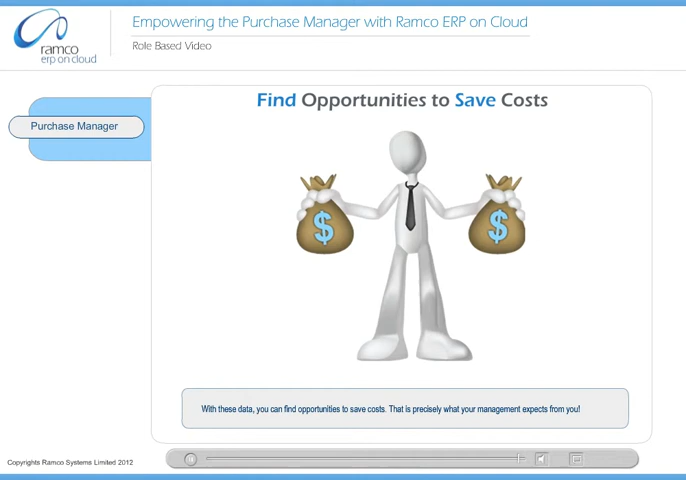 Empowering the Purchase Manager with Ramco ERP on Cloud
ramco
erp on cloud
Role Based Video
Find Opportunities to Save Costs
Purchase Manager
$ $
With these data, you can find opportunities to save costs. That is precisely what your management expects from you!
Copyrights Ramco Systems Limited 2012